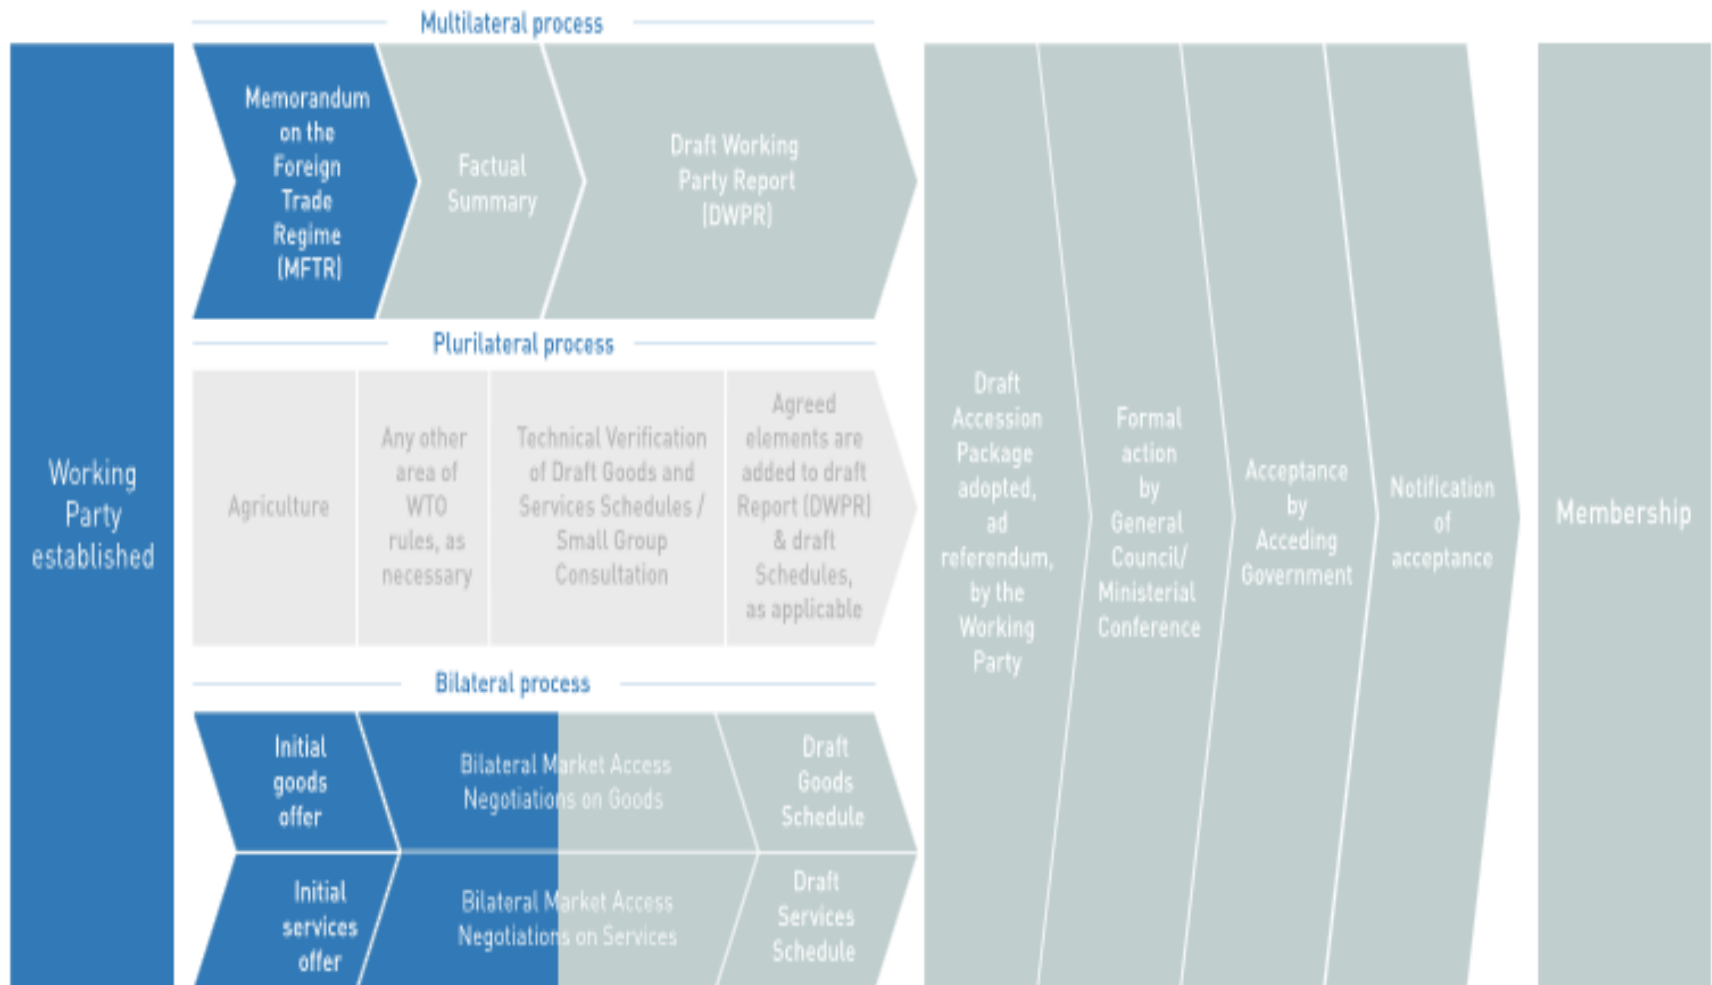 Multilateral process
Working
Party
established
Memorandum
on the
Foreign
Trade
Regime
(MFTR)
Factual
Summary
Draft Working
Party Report
(DWPR)
Plurilateral process
Agriculture
Any other
area of
WTO
rules, as
necessary
Technical Verification
of Draft Goods and
Services Schedules /
Small Group
Consultation
Agreed
elements are
added to draft
Report (DWPR)
& draft
Schedules,
as applicable
Bilateral process
Initial
goods
offer
Bilateral Market Access
Negotiations on Goods
Draft
Goods
Schedule
Initial
services
offer
Bilateral Market Access
Negotiations on Services
Draft
Services
Schedule
Draft
Accession
Package
adopted,
ad
referendum,
by the
Working
Party
Formal
action
by
General
Council/
Ministerial
Conference
Acceptance
by
Acceding
Government
Notification
of
acceptance
Membership